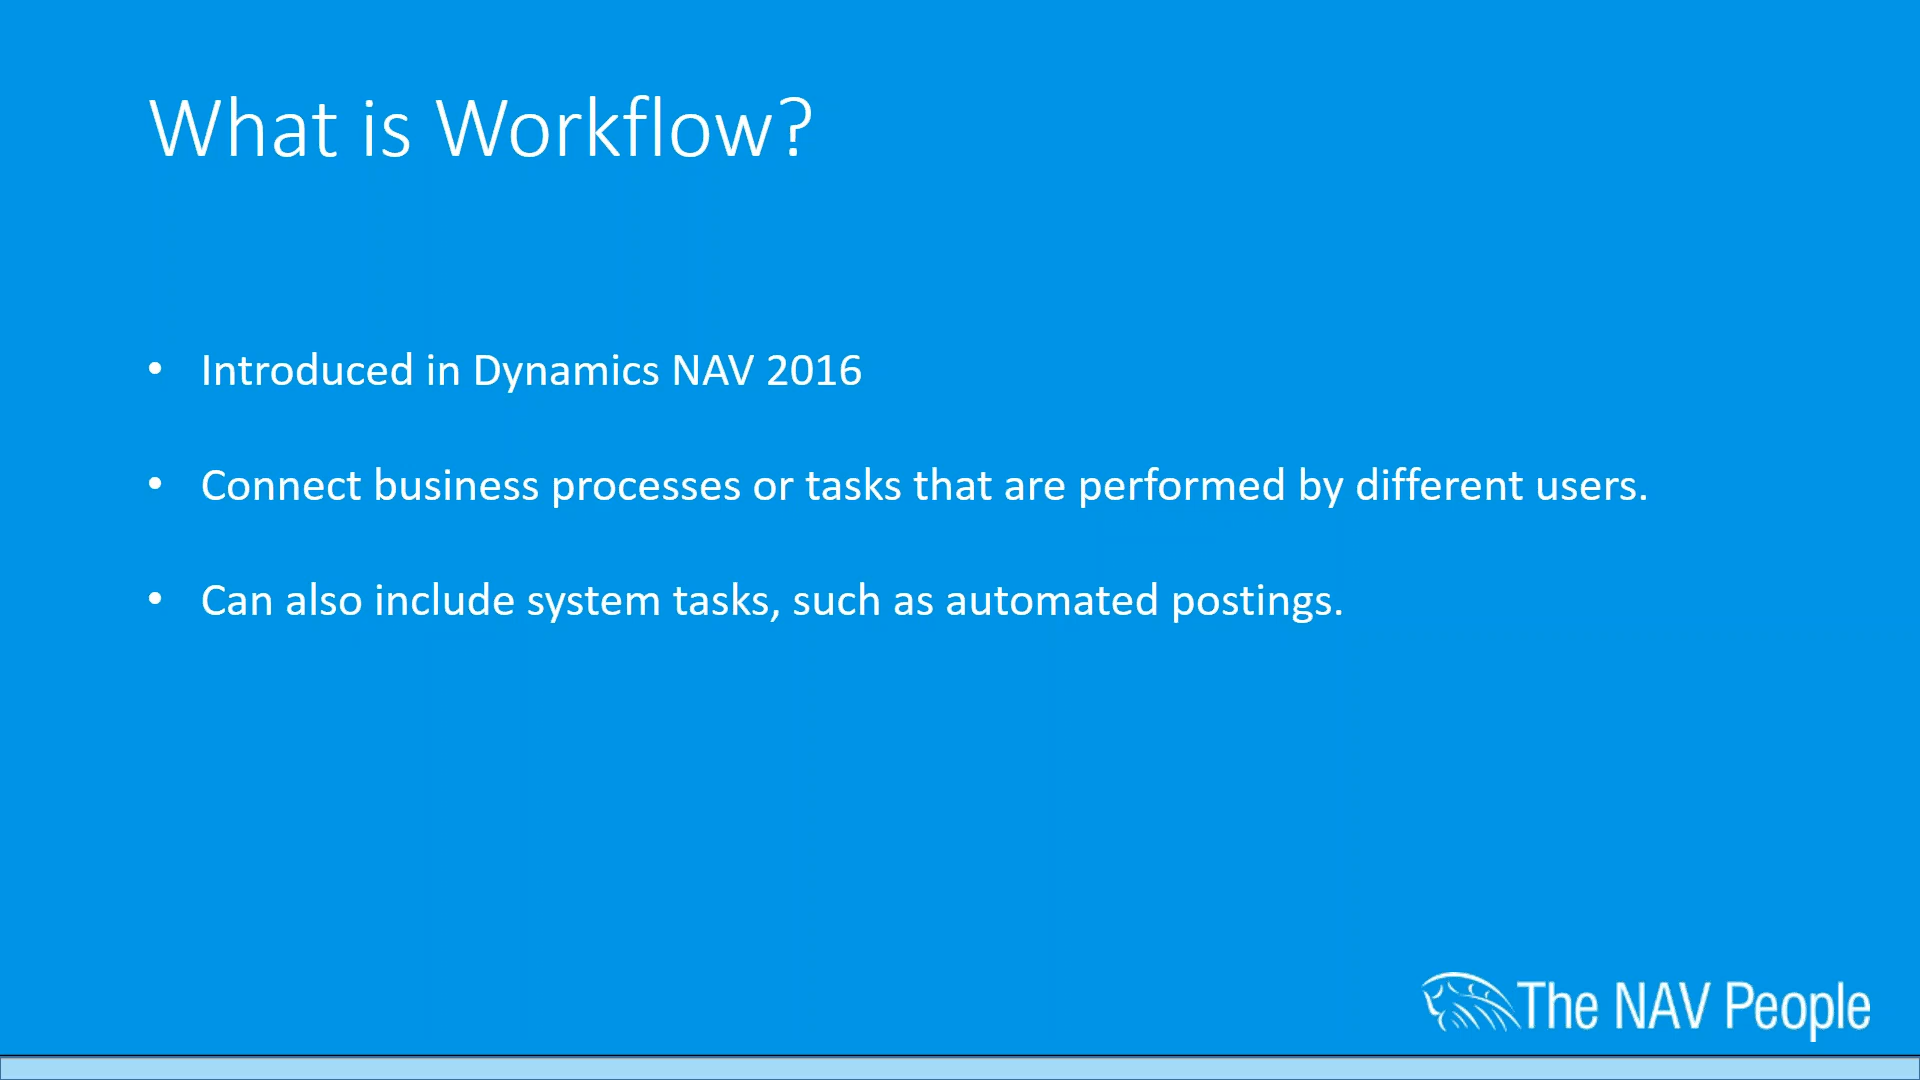 What is Workflow?
• Introduced in Dynamics NAV 2016
• Connect business processes or tasks that are performed by different users.
• Can also include system tasks, such as automated postings.
The NAV People